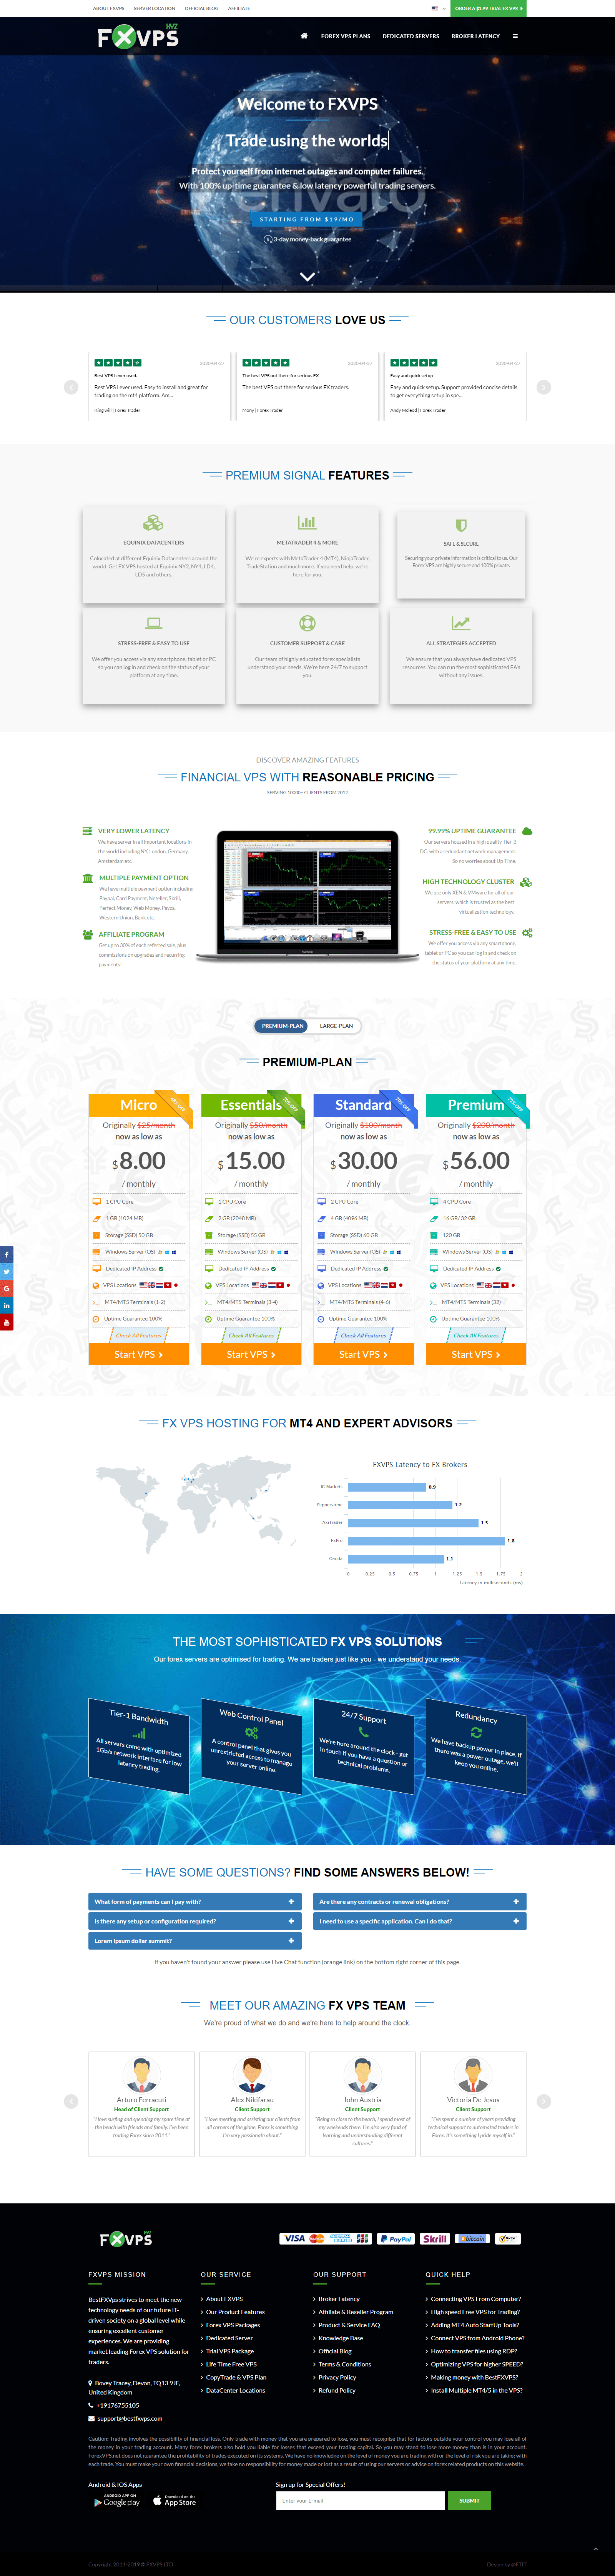 ABOUT FXVPS
SERVER LOCATION
OFFICIAL BLOG
AFFILIATE
ORDER A $1.99 TRIAL FX VPS
FXVPS
XYZ
FOREX VPS PLANS
DEDICATED SERVERS
BROKER LATENCY
Welcome to FXVPS
Trade using the worlds
Protect yourself from internet outages and computer failures.
With 100% up-time guarantee & low latency powerful trading servers.
STARTING FROM $19/MO
3-day money-back guarantee
OUR CUSTOMERS LOVE US
2020-04-27
Best VPS I ever used.
Best VPS I ever used. Easy to install and great for
trading on the mt4 platform. Am...
King will | Forex Trader
2020-04-27
The best VPS out there for serious FX
The best VPS out there for serious FX traders.
Mony | Forex Trader
2020-04-27
Easy and quick setup
Easy and quick setup. Support provided concise details
to get everything setup in spe...
Andy Mcleod | Forex Trader
PREMIUM SIGNAL FEATURES
EQUINIX DATACENTERS
Colocated at different Equinix Datacenters around the
world. Get FX VPS hosted at Equinix NY2, NY4, LD4,
LD5 and others.
METATRADER 4 & MORE
We're experts with MetaTrader 4 (MT4), NinjaTrader,
TradeStation and much more. If you need help, we're
here for you.
SAFE & SECURE
Securing your private information is critical to us. Our
Forex VPS are highly secure and 100% private.
STRESS-FREE & EASY TO USE
We offer you access via any smartphone, tablet or PC
so you can log in and check on the status of your
platform at any time.
CUSTOMER SUPPORT & CARE
Our team of highly educated forex specialists
understand your needs. We're here 24/7 to support
you.
ALL STRATEGIES ACCEPTED
We ensure that you always have dedicated VPS
resources. You can run the most sophisticated EA's
without any issues.
DISCOVER AMAZING FEATURES
FINANCIAL VPS WITH REASONABLE PRICING
SERVING 10000+ CLIENTS FROM 2012
VERY LOWER LATENCY
We have server in all important locations in
the world including NY, London, Germany,
Amsterdam etc.
MULTIPLE PAYMENT OPTION
We have multiple payment option including
Paypal, Card Payment, Neteller, Skrill,
Perfect Money, Web Money, Payza,
Western Union, Bank etc.
AFFILIATE PROGRAM
Get up to 30% of each referred sale, plus
commissions on upgrades and recurring
payments!
99.99% UPTIME GUARANTEE
Our servers housed in a high quality Tier-3
DC, with a redundant network management.
So no worries about Up Time.
HIGH TECHNOLOGY CLUSTER
We use only XEN & VMware for all of our
servers, which is trusted as the best
virtualization technology.
STRESS-FREE & EASY TO USE
We offer you access via any smartphone,
tablet or PC so you can log in and check on
the status of your platform at any time.
PREMIUM-PLAN
LARGE-PLAN
PREMIUM-PLAN
Micro
Originally $25/month
now as low as
$8.00
/ monthly
1 CPU Core
1 GB (1024 MB)
Storage (SSD) 50 GB
Windows Server (OS)
Dedicated IP Address
VPS Locations
MT4/MT5 Terminals (1-2)
Uptime Guarantee 100%
Check All Features
Start VPS
Essentials
70% OFF
Originally $50/month
now as low as
$15.00
/ monthly
1 CPU Core
2 GB (2048 MB)
Storage (SSD) 55 GB
Windows Server (OS)
Dedicated IP Address
VPS Locations
MT4/MT5 Terminals (3-4)
Uptime Guarantee 100%
Check All Features
Start VPS
Standard
70% OFF
Originally $100/month
now as low as
$30.00
/ monthly
2 CPU Core
4 GB (4096 MB)
Storage (SSD) 60 GB
Windows Server (OS)
Dedicated IP Address
VPS Locations
MT4/MT5 Terminals (4-6)
Uptime Guarantee 100%
Check All Features
Start VPS
Premium
72% OFF
Originally $200/month
now as low as
$56.00
/ monthly
4 CPU Core
16 GB/ 32 GB
120 GB
Windows Server (OS)
Dedicated IP Address
VPS Locations
MT4/MT5 Terminals (32)
Uptime Guarantee 100%
Check All Features
Start VPS
FX VPS HOSTING FOR MT4 AND EXPERT ADVISORS
FXVPS Latency to FX Brokers
IC Markets 0.9
Pepperstone 1.2
AxiTrader 1.5
FxPro 1.8
Oanda 1.1
0 0.25 0.5 0.75 1 1.25 1.5 1.75 2
Latency in milliseconds (ms)
THE MOST SOPHISTICATED FX VPS SOLUTIONS
Our forex servers are optimised for trading. We are traders just like you - we understand your needs.
Tier-1 Bandwidth
All servers come with optimized
1Gb/s network interface for low
latency trading.
Web Control Panel
A control panel that gives you
unrestricted access to manage
your server online.
24/7 Support
We're here around the clock - get
in touch if you have a question or
technical problems.
Redundancy
We have backup power in place. If
there was a power outage, we'll
keep you online.
HAVE SOME QUESTIONS? FIND SOME ANSWERS BELOW!
What form of payments can I pay with?
Are there any contracts or renewal obligations?
Is there any setup or configuration required?
I need to use a specific application. Can I do that?
Lorem Ipsum dollar summit?
If you haven't found your answer please use Live Chat function (orange link) on the bottom right corner of this page.
MEET OUR AMAZING FX VPS TEAM
We're proud of what we do and we're here to help around the clock.
Arturo Ferracuti
Head of Client Support
"I love surfing and spending my spare time at
the beach with friends and family. I've been
trading Forex since 2011."
Alex Nikifarau
Client Support
"I love meeting and assisting our clients from
all corners of the globe. Forex is something
I'm very passionate about."
John Austria
Client Support
"Being so close to the beach, I spend most of
my weekends there. I'm also very fond of
learning and understanding different
cultures."
Victoria De Jesus
Client Support
"I've spent a number of years providing
technical support to automated traders in
Forex. It's something I pride myself in."
FXVPS
XYZ
VISA
PayPal
Skrill
bitcoin
Norton
FXVPS MISSION
BestFXVps strives to meet the new
technology needs of our future IT-
driven society on a global level while
ensuring excellent customer
experiences. We are providing
market leading Forex VPS solution for
traders.
Bovey Tracey, Devon, TQ13 9JF,
United Kingdom
+19176755105
support@bestfxvps.com
OUR SERVICE
About FXVPS
Our Product Features
Forex VPS Packages
Dedicated Server
Trial VPS Package
Life Time Free VPS
CopyTrade & VPS Plan
DataCenter Locations
OUR SUPPORT
Broker Latency
Affiliate & Reseller Program
Product & Service FAQ
Knowledge Base
Official Blog
Terms & Conditions
Privacy Policy
Refund Policy
QUICK HELP
Connecting VPS From Computer?
High speed Free VPS for Trading?
Adding MT4 Auto StartUp Tools?
Connect VPS from Android Phone?
How to transfer files using RDP?
Optimizing VPS for higher SPEED?
Making money with BestFXVPS?
Install Multiple MT4/5 in the VPS?
Caution: Trading involves the possibility of financial loss. Only trade with money that you are prepared to lose, you must recognise that for factors outside your control you may lose all of
the money in your trading account. Many forex brokers also hold you liable for losses that exceed your trading capital. So you may stand to lose more money than is in your account.
ForexVPS.net does not guarantee the profitability of trades executed on its systems. We have no knowledge on the level of money you are trading with or the level of risk you are taking with
each trade. You must make your own financial decisions, we take no responsibility for money made or lost as a result of using our servers or advice on forex related products on this website.
Android & IOS Apps
ANDROID APP ON
Google play
Download on the
App Store
Sign up for Special Offers!
Enter your E-mail
SUBMIT
Copyright 2014-2019 © FXVPS LTD
Design by @FTIT